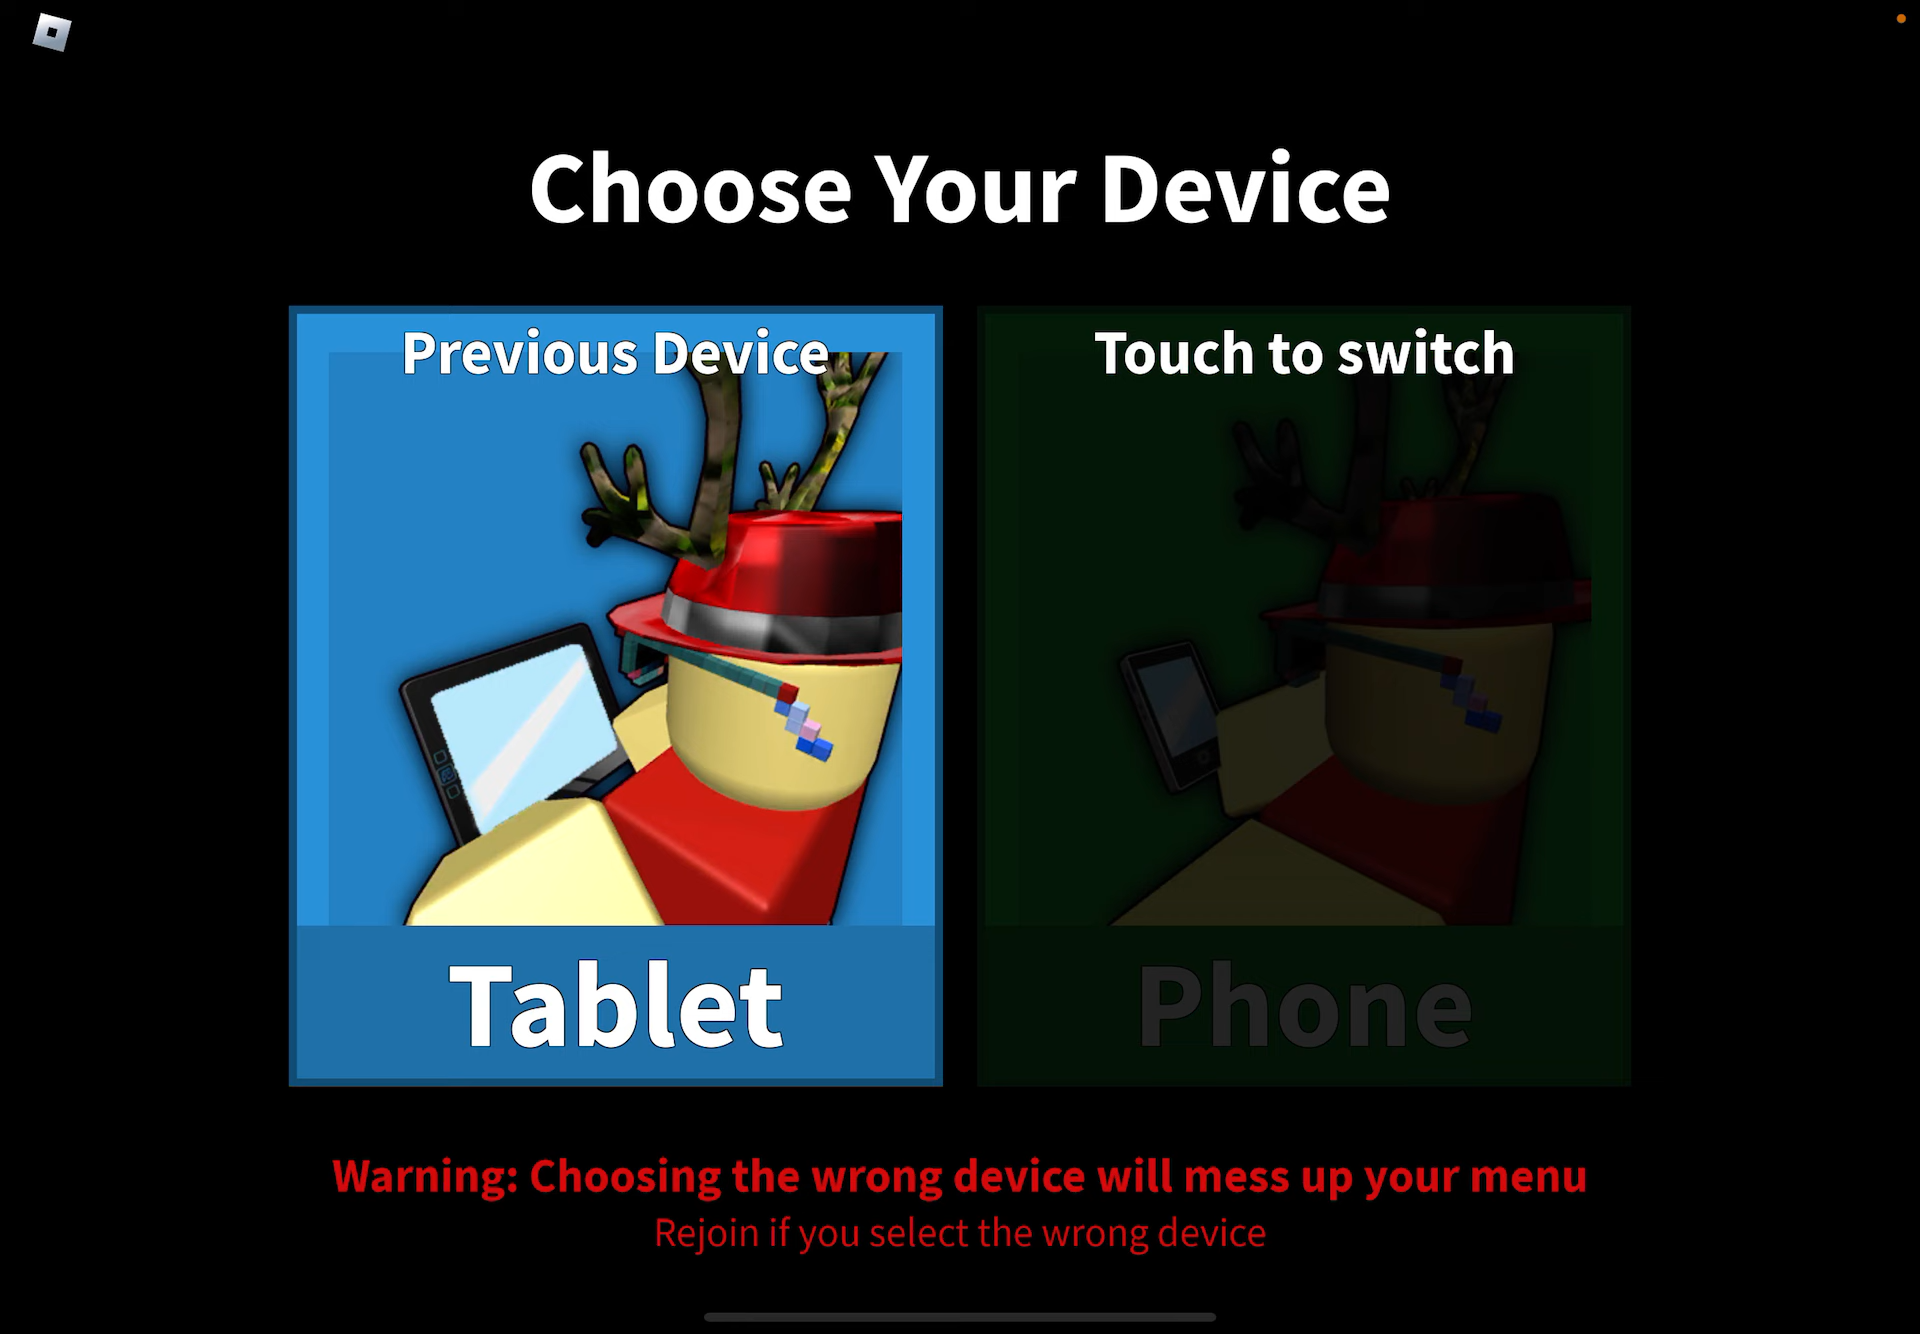 Choose Your Device
Previous Device
Tablet
Touch to switch
Phone
Warning: Choosing the wrong device will mess up your menu
Rejoin if you select the wrong device